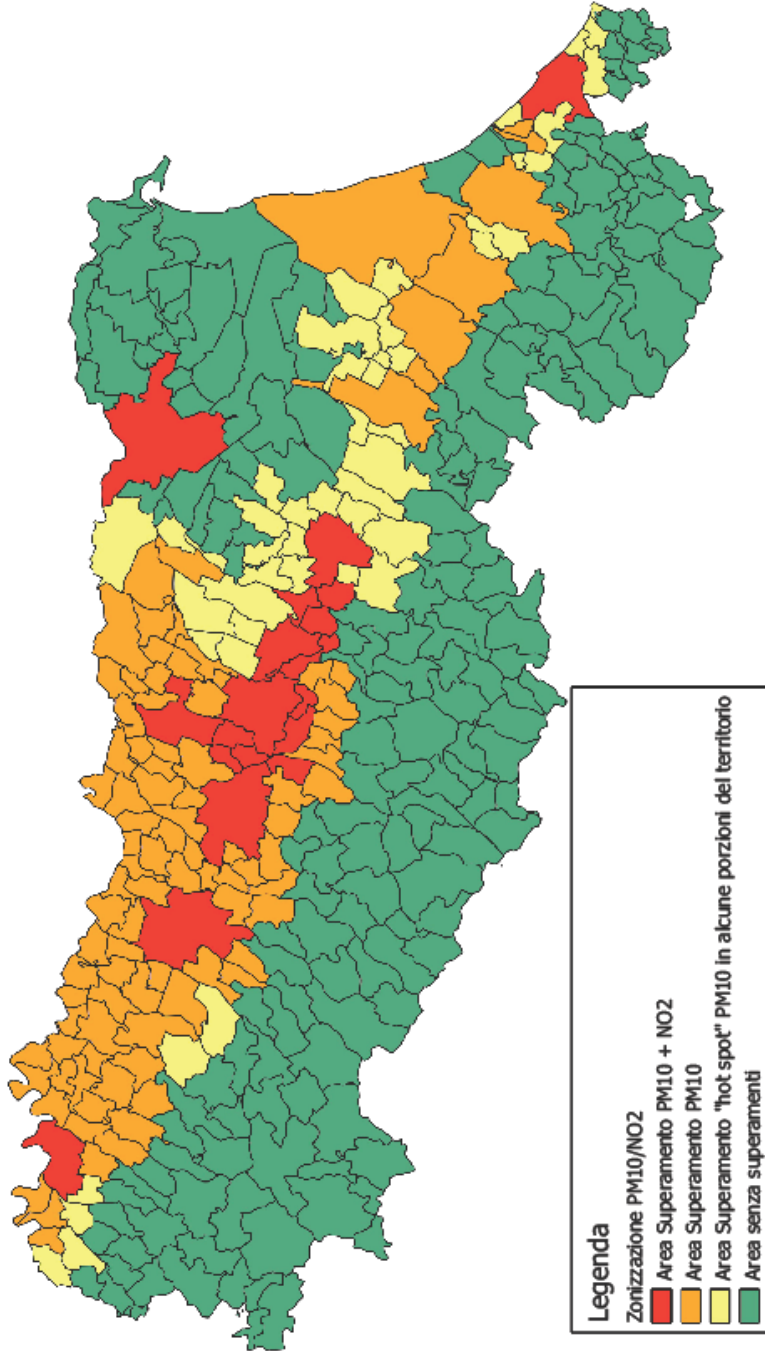 Legenda
Zonizzazione PM10/NO2
Area Superamento PM10 + NO2
Area Superamento PM10
Area Superamento "hot spot" PM10 in alcune porzioni del territorio
Area senza superamenti